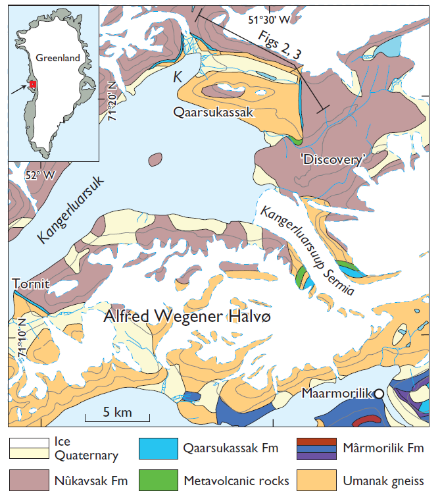 51°30' W
Greenland
Figs 2,3
K
Qaarsukassak
71°20'N
52° W
'Discovery'
Kangerluarsuk
Kangerluarsuup Sermia
Tornit
Alfred Wegener Halvø
71°10'N
Maarmorilik
5 km
Ice
Quaternary
Qaarsukassak Fm
Mârmorilik Fm
Nûkavsak Fm
Metavolcanic rocks
Umanak gneiss